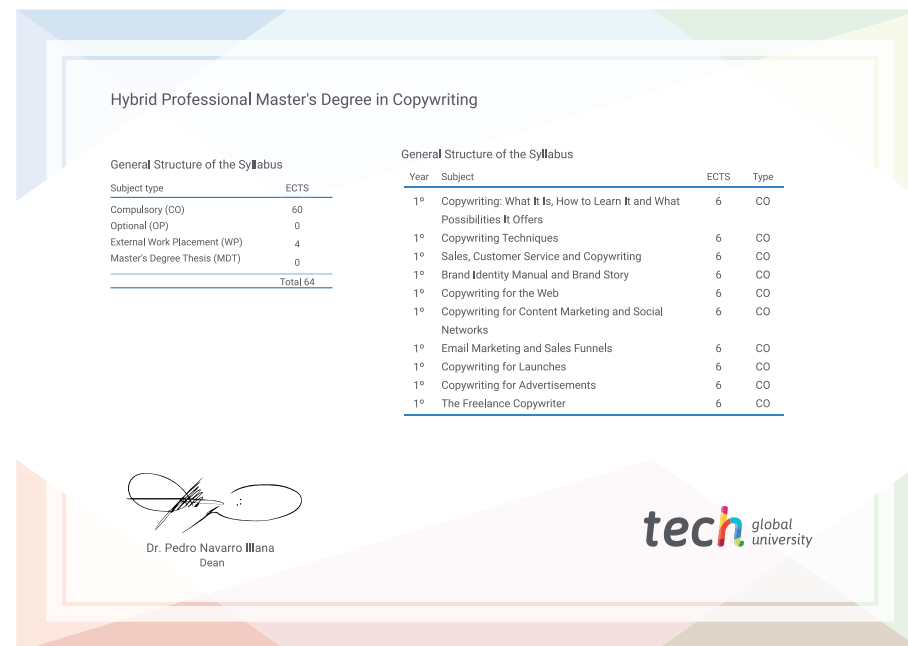 Hybrid Professional Master's Degree in Copywriting
General Structure of the Syllabus
Subject type ECTS
Compulsory (CO) 60
Optional (OP) 0
External Work Placement (WP) 4
Master's Degree Thesis (MDT) 0
Total 64
General Structure of the Syllabus
Year Subject ECTS Type
1º Copywriting: What It Is, How to Learn It and What 6 CO
Possibilities It Offers
1º Copywriting Techniques 6 CO
1º Sales, Customer Service and Copywriting 6 CO
1º Brand Identity Manual and Brand Story 6 CO
1º Copywriting for the Web 6 CO
1º Copywriting for Content Marketing and Social 6 CO
Networks
1º Email Marketing and Sales Funnels 6 CO
1º Copywriting for Launches 6 CO
1º Copywriting for Advertisements 6 CO
1º The Freelance Copywriter 6 CO
Dr. Pedro Navarro Illana
Dean
tech global
university